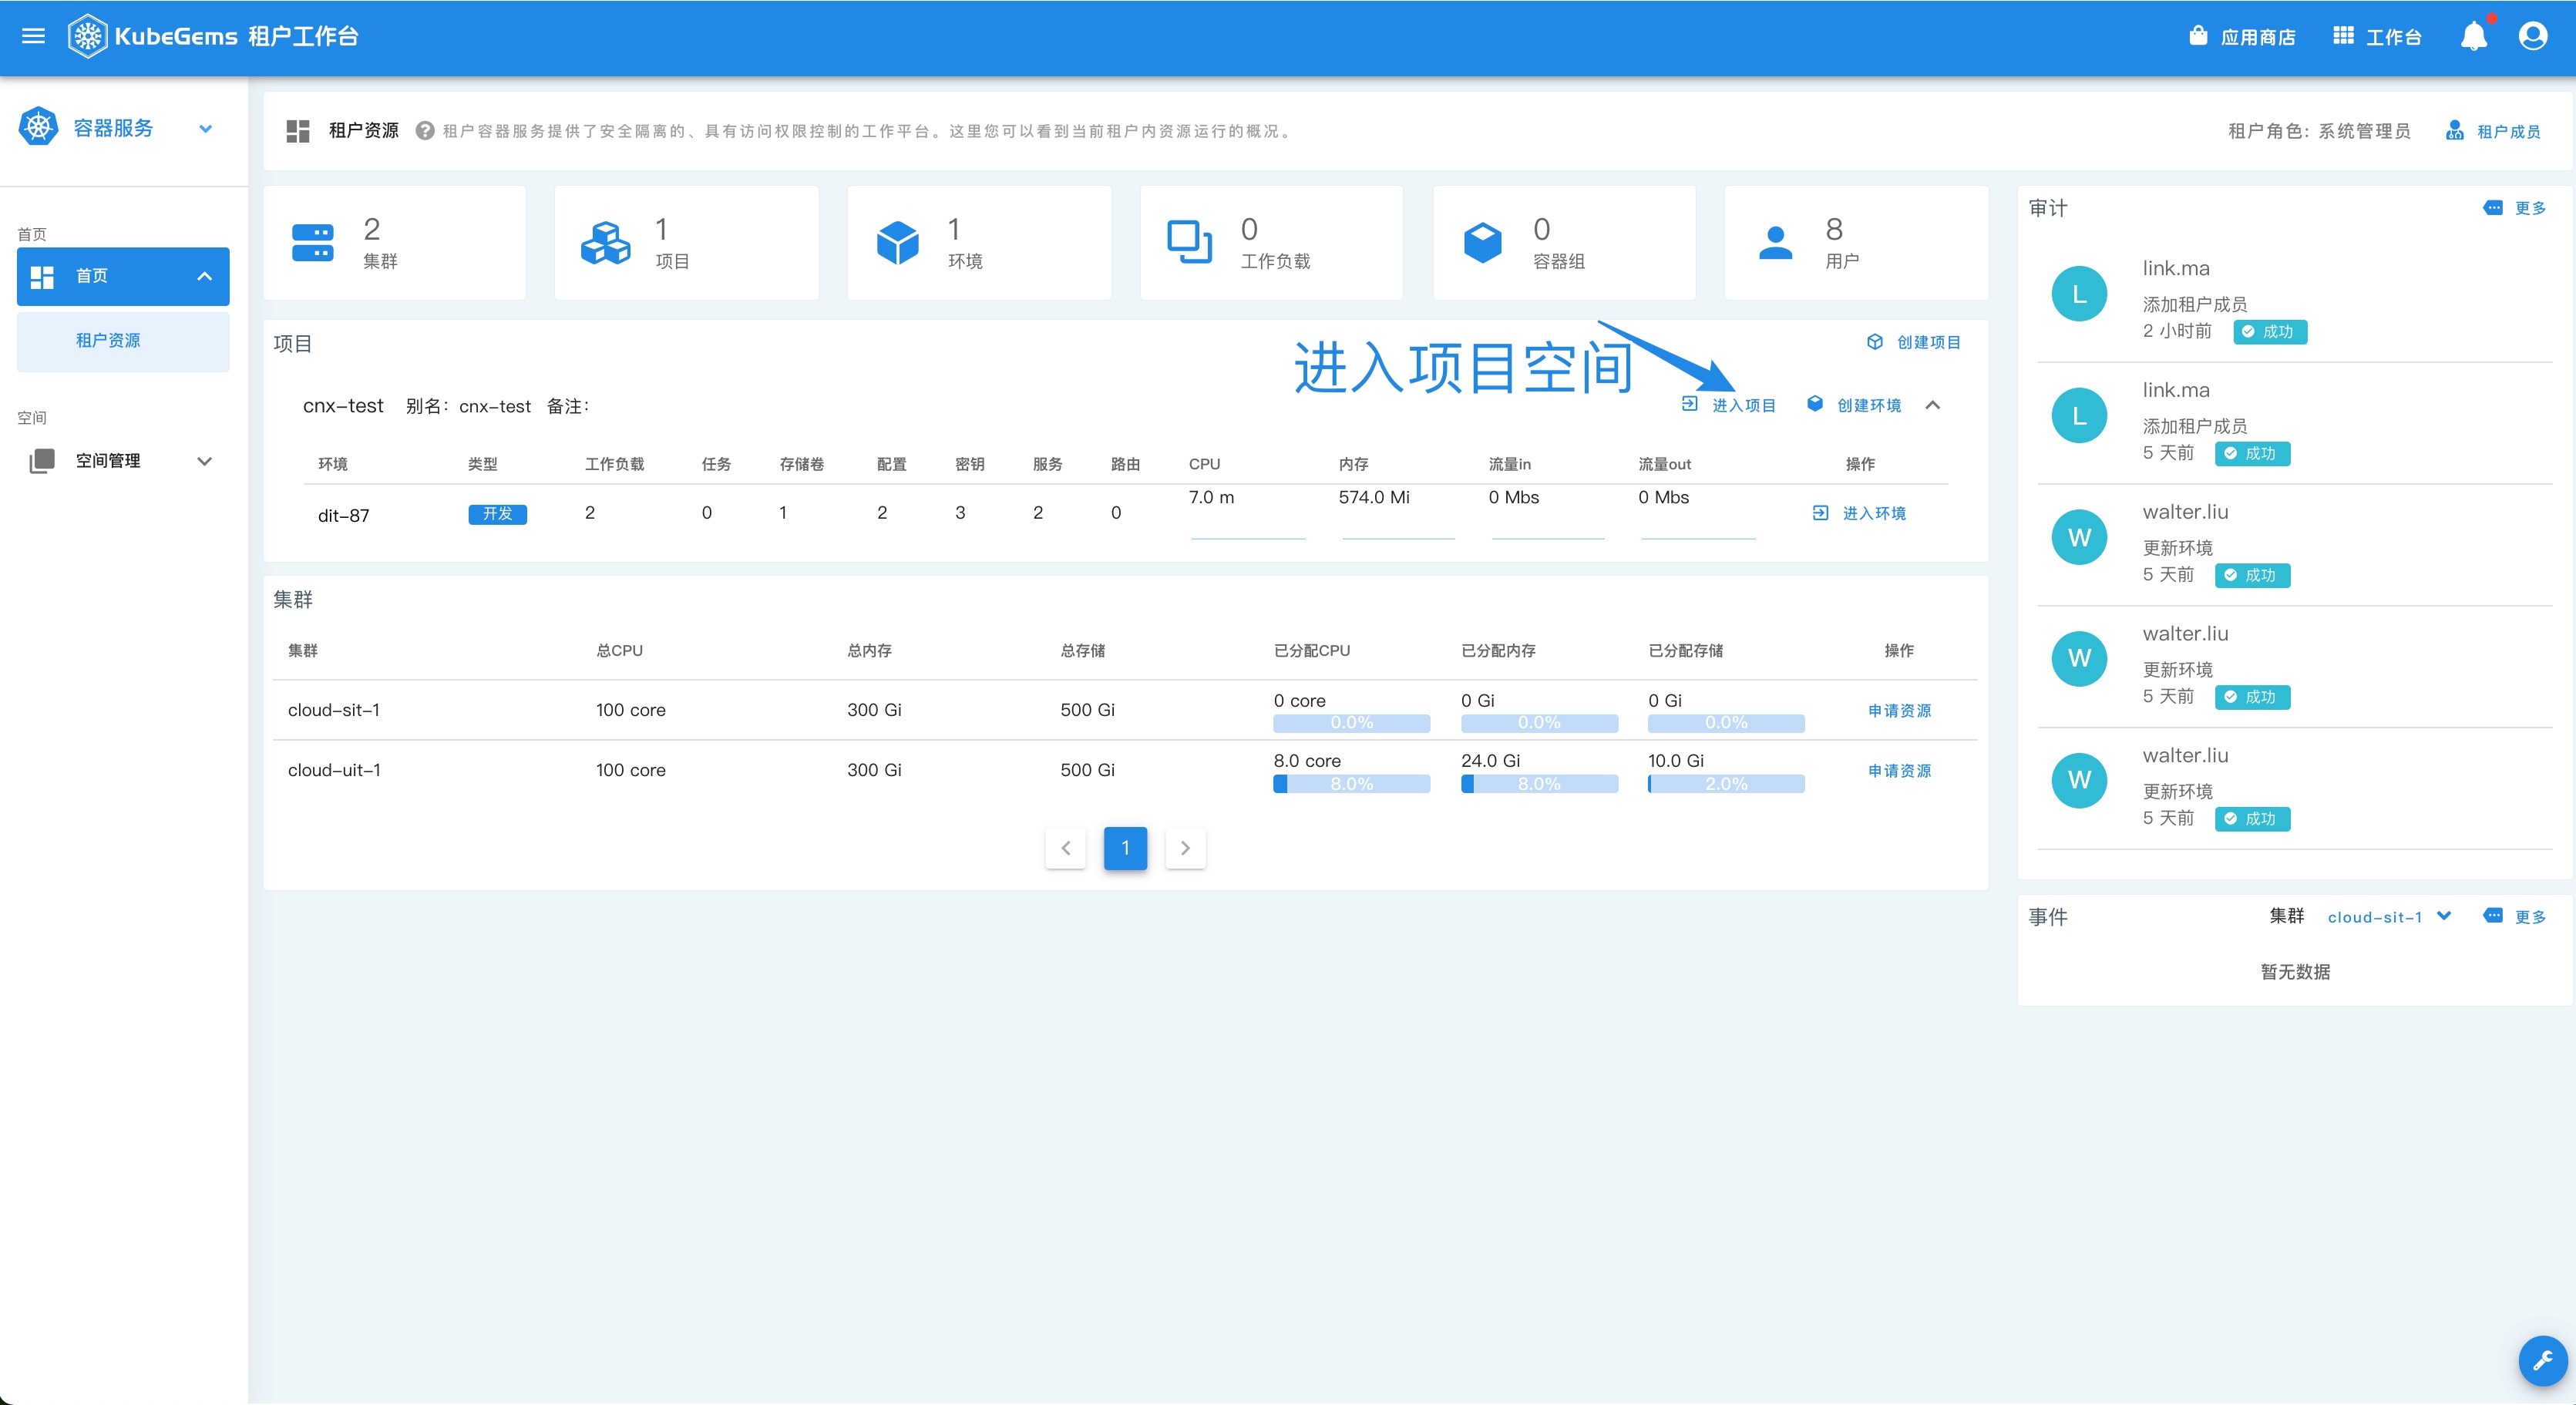 KubeGems 租户工作台
应用商店
工作台
容器服务
首页
首页
租户资源
空间
空间管理
租户资源 租户容器服务提供了安全隔离的、具有访问权限控制的工作平台。这里您可以看到当前租户内资源运行的概况。
租户角色: 系统管理员 租户成员
2 集群
1 项目
1 环境
0 工作负载
0 容器组
8 用户
项目 创建项目
进入项目空间
cnx-test 别名: cnx-test 备注: 进入项目 创建环境
环境 类型 工作负载 任务 存储卷 配置 密钥 服务 路由 CPU 内存 流量in 流量out 操作
dit-87 开发 2 0 1 2 3 2 0 7.0 m 574.0 Mi 0 Mbs 0 Mbs 进入环境
集群
集群 总CPU 总内存 总存储 已分配CPU 已分配内存 已分配存储 操作
cloud-sit-1 100 core 300 Gi 500 Gi 0 core 0.0% 0 Gi 0.0% 0 Gi 0.0% 申请资源
cloud-uit-1 100 core 300 Gi 500 Gi 8.0 core 8.0% 24.0 Gi 8.0% 10.0 Gi 2.0% 申请资源
1
审计 更多
L link.ma
添加租户成员
2 小时前 成功
L link.ma
添加租户成员
5 天前 成功
W walter.liu
更新环境
5 天前 成功
W walter.liu
更新环境
5 天前 成功
W walter.liu
更新环境
5 天前 成功
事件 集群 cloud-sit-1 更多
暂无数据